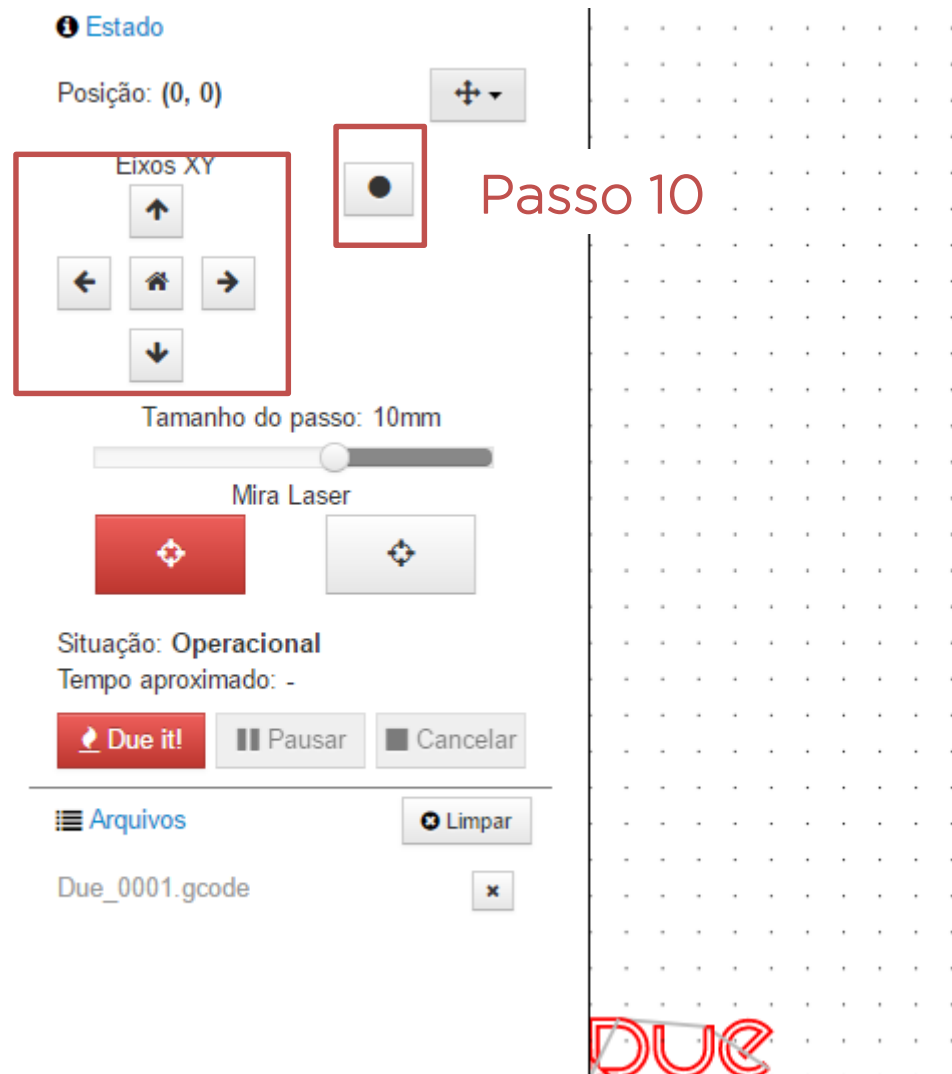 Estado
Posição: (0, 0)
Eixos XY
Passo 10
Tamanho do passo: 10mm
Mira Laser
Situação: Operacional
Tempo aproximado: -
Due it! Pausar Cancelar
Arquivos Limpar
Due_0001.gcode
Due